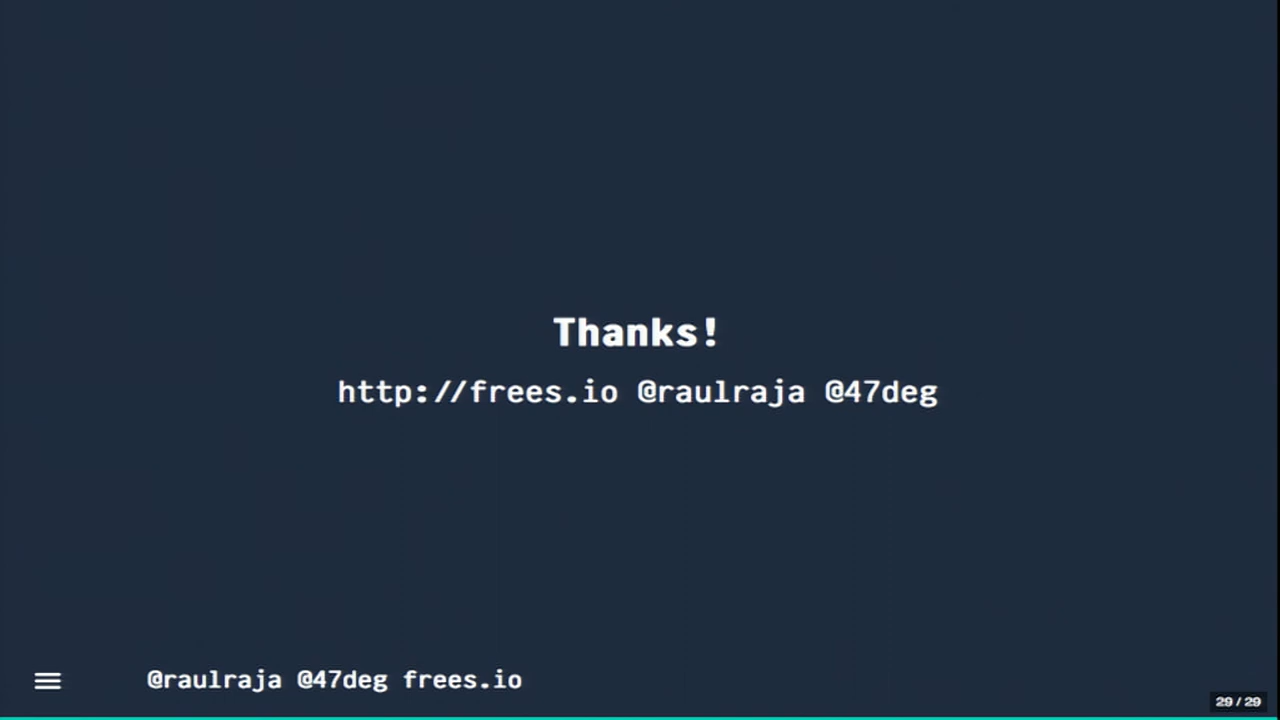 Thanks!
http://frees.io @raulraja @47deg
@raulraja @47deg frees.io
29 / 29